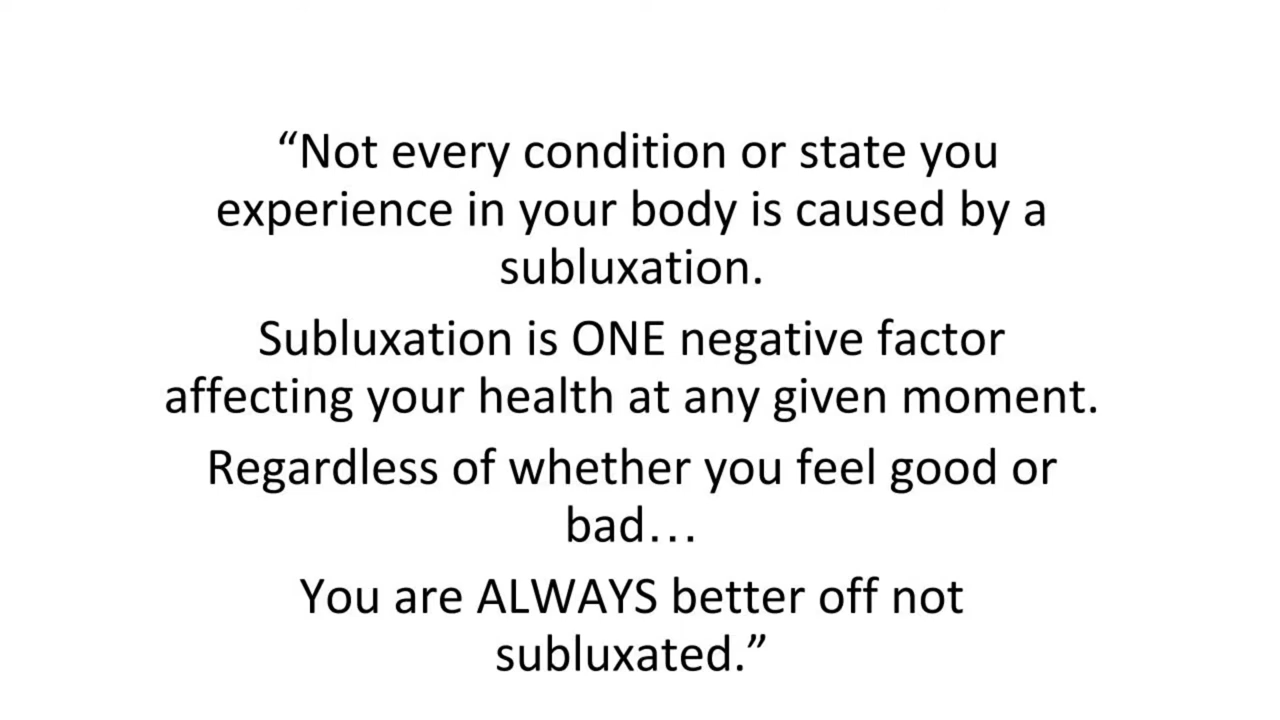 “Not every condition or state you
experience in your body is caused by a
subluxation.
Subluxation is ONE negative factor
affecting your health at any given moment.
Regardless of whether you feel good or
bad…
You are ALWAYS better off not
subluxated.”